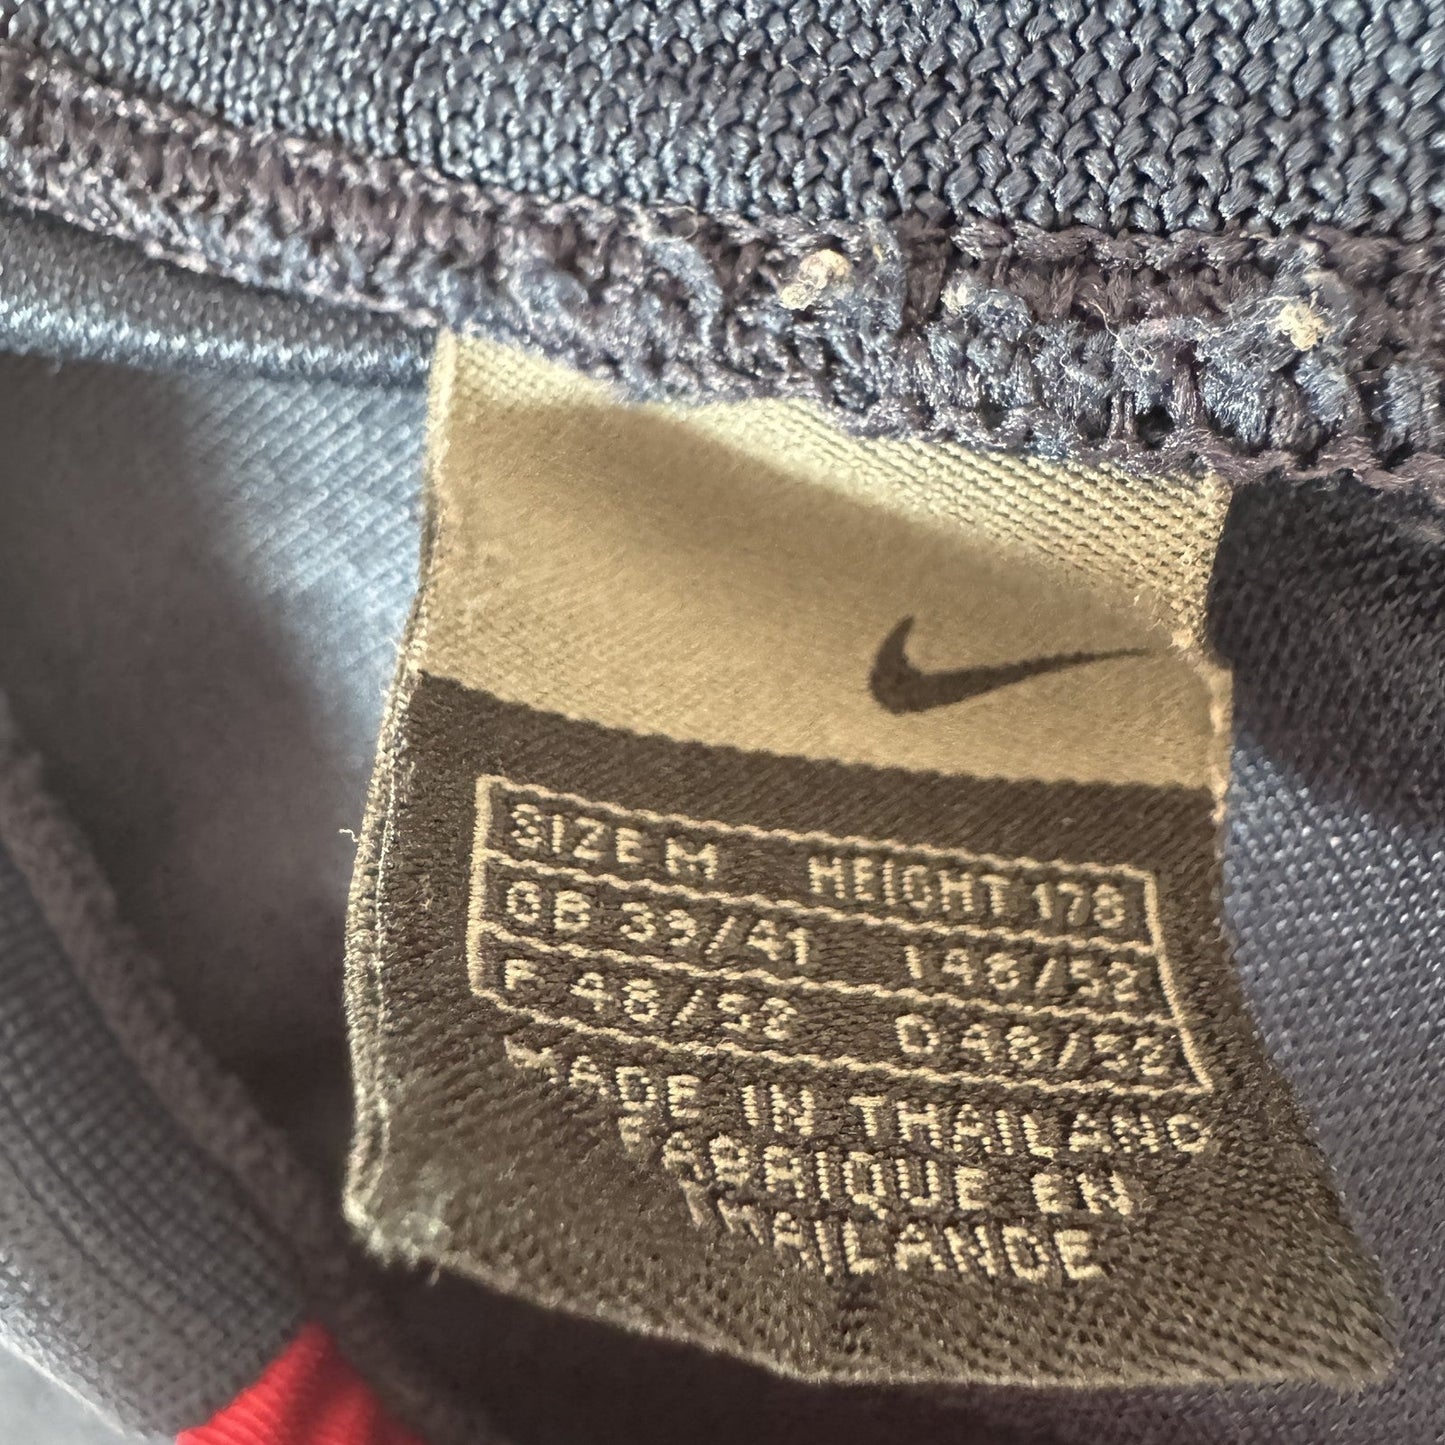 SIZE M HEIGHT 178
GB 39/41 I 48/52
F 48/52 D 48/52
MADE IN THAILAND
FABRIQUE EN
THAILANDE